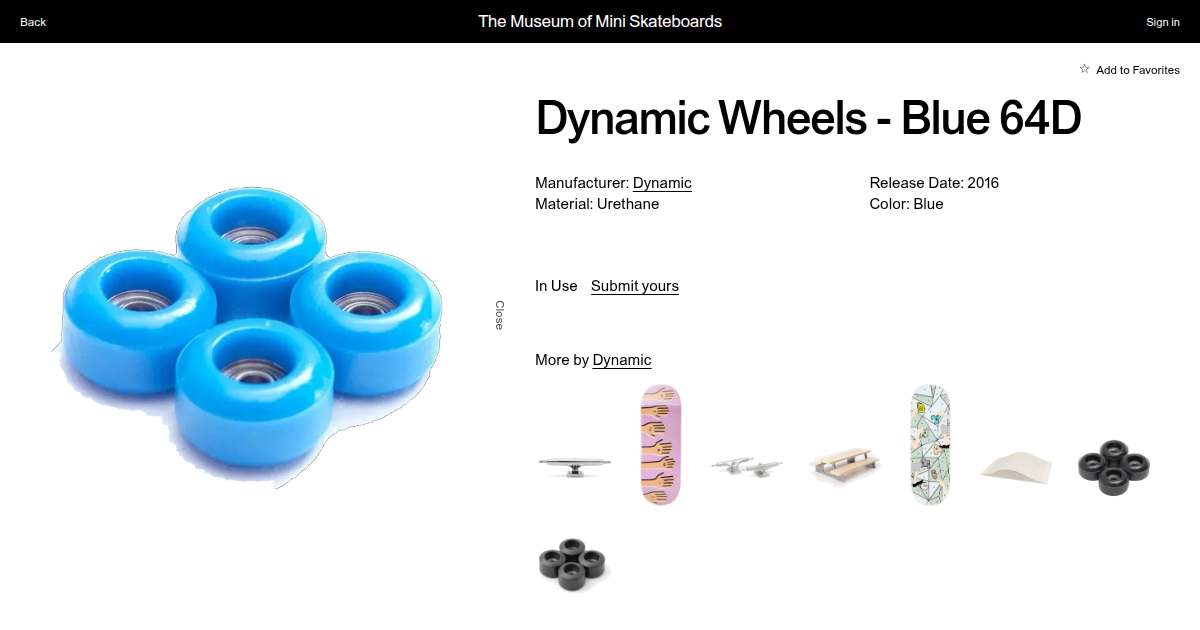 Back
The Museum of Mini Skateboards
Sign in
☆ Add to Favorites
Dynamic Wheels - Blue 64D
Manufacturer: Dynamic
Material: Urethane
Release Date: 2016
Color: Blue
In Use Submit yours
Close
More by Dynamic